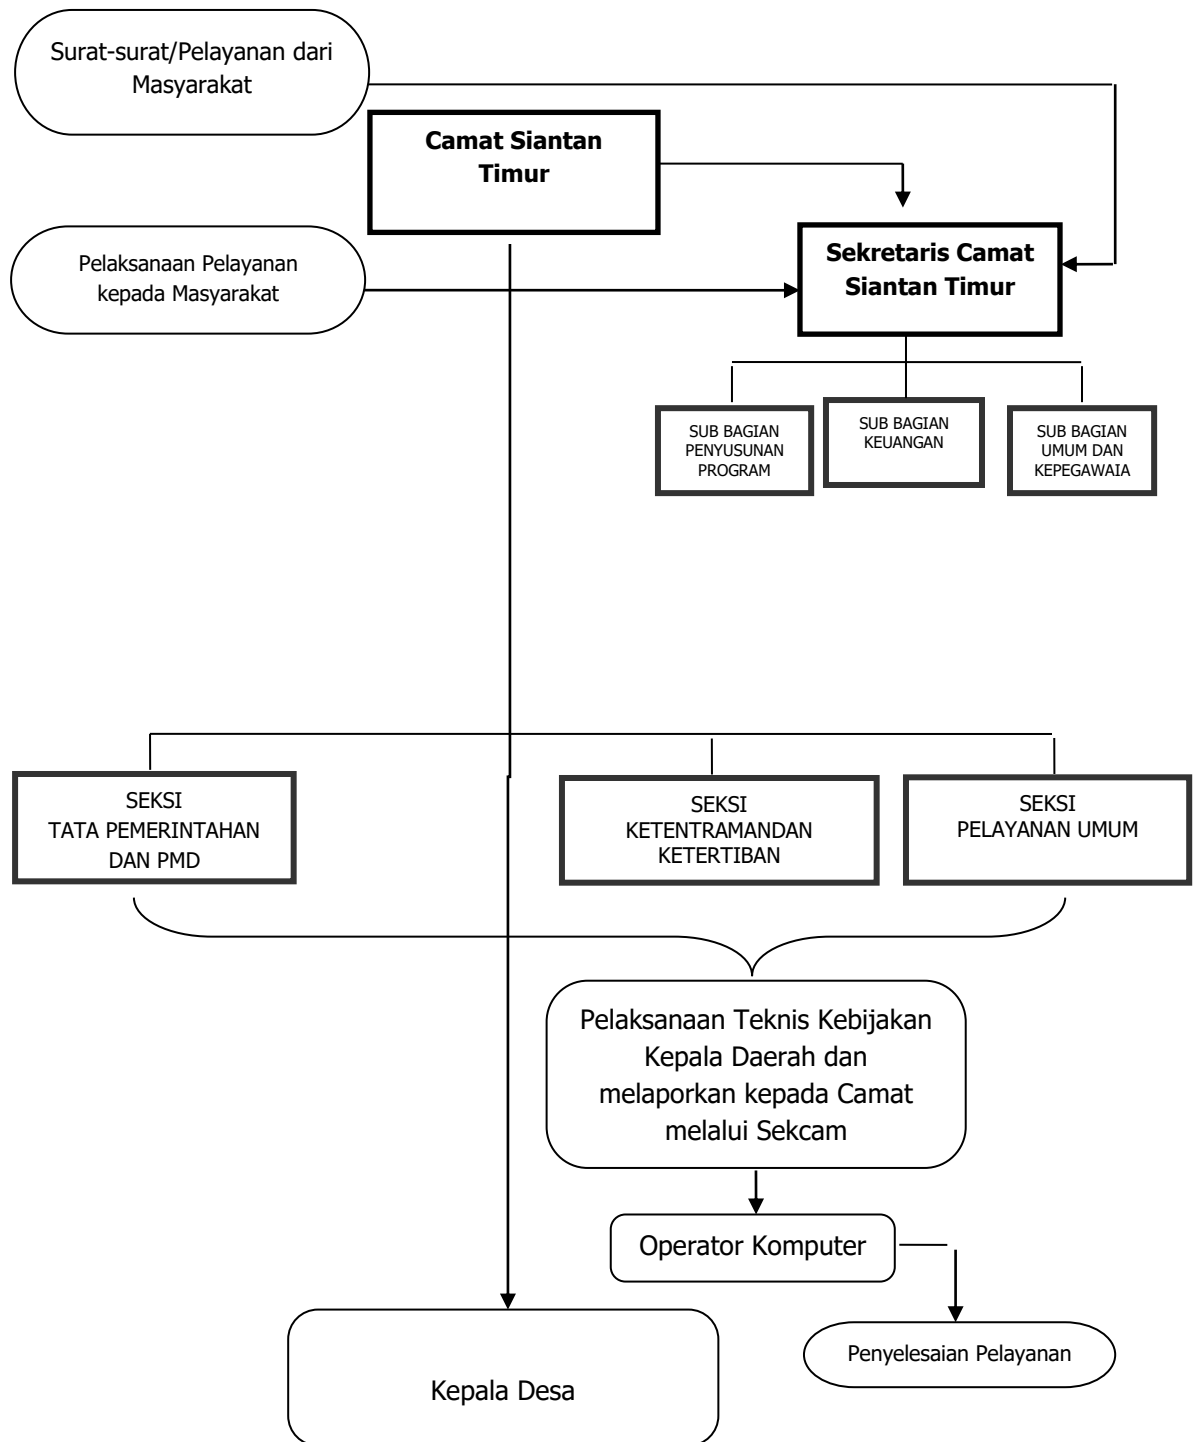 Surat-surat/Pelayanan dari
Masyarakat
Camat Siantan
Timur
Pelaksanaan Pelayanan
kepada Masyarakat
Sekretaris Camat
Siantan Timur
SUB BAGIAN
PENYUSUNAN
PROGRAM
SUB BAGIAN
KEUANGAN
SUB BAGIAN
UMUM DAN
KEPEGAWAIA
SEKSI
TATA PEMERINTAHAN
DAN PMD
SEKSI
KETENTRAMANDAN
KETERTIBAN
SEKSI
PELAYANAN UMUM
Pelaksanaan Teknis Kebijakan
Kepala Daerah dan
melaporkan kepada Camat
melalui Sekcam
Operator Komputer
Penyelesaian Pelayanan
Kepala Desa